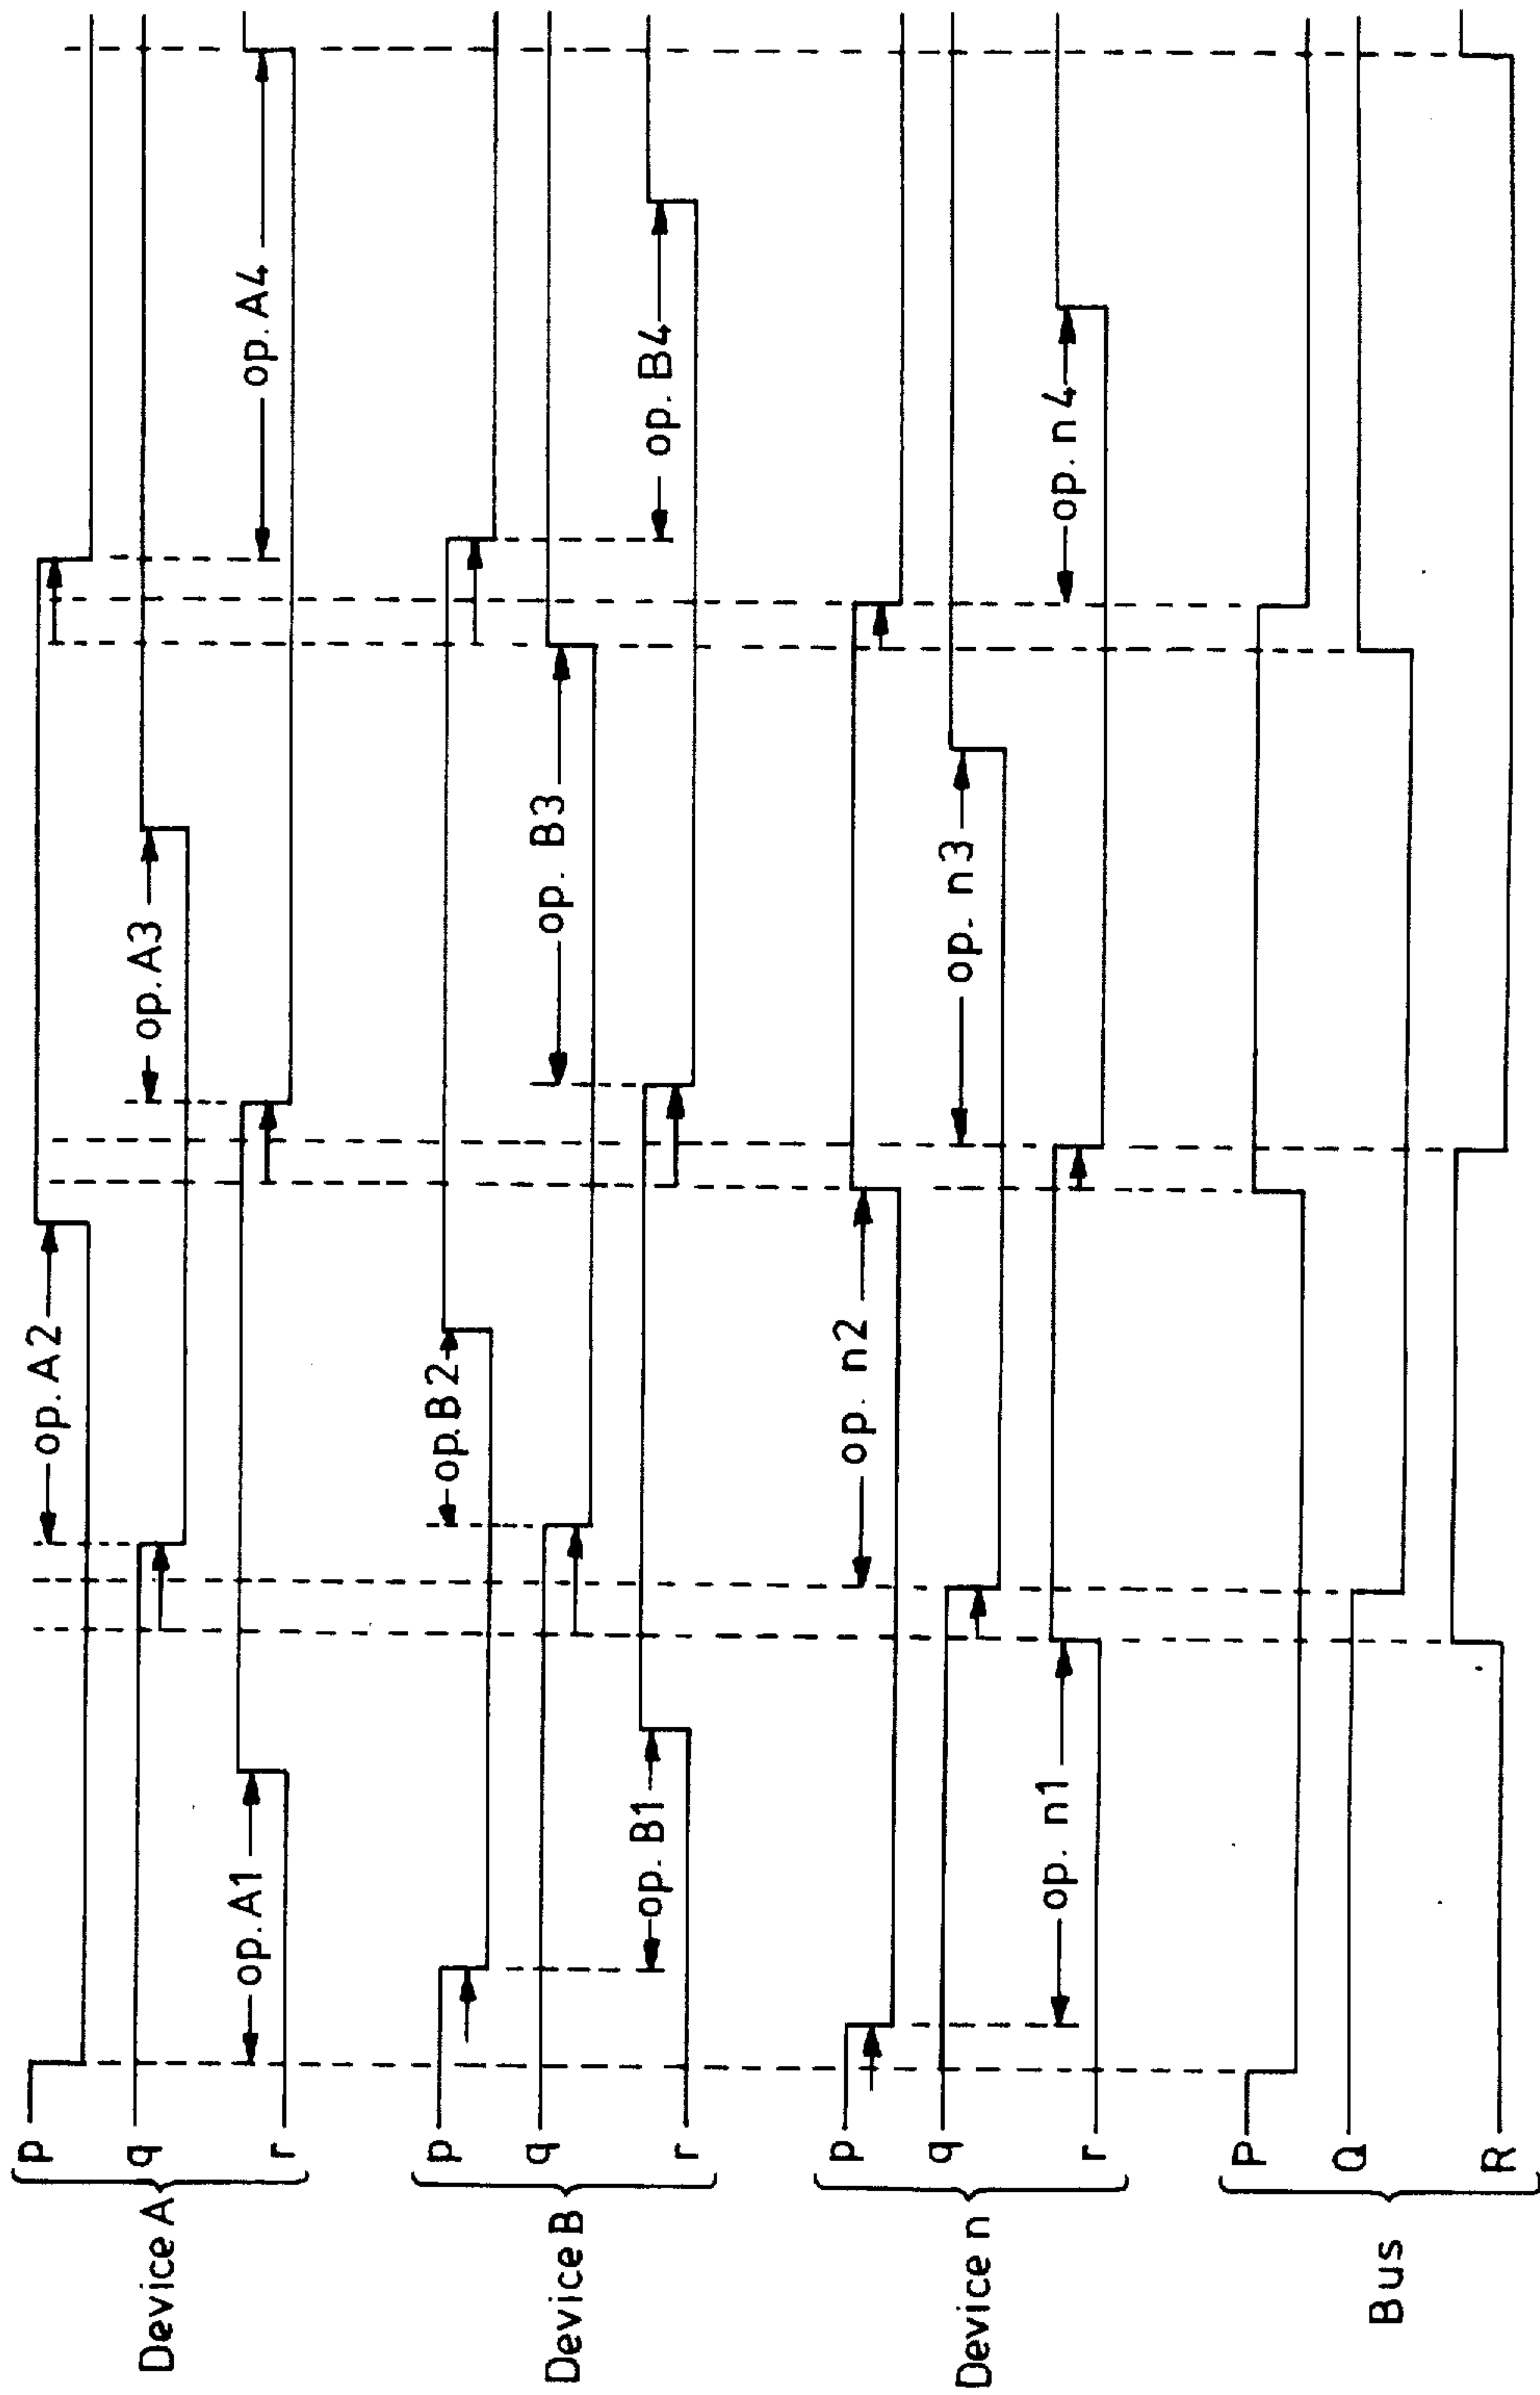 Device A
p
q
r
op. A1
op. A2
op. A3
op. A4
Device B
p
q
r
op. B1
op. B2
op. B3
op. B4
Device n
p
q
r
op. n1
op. n2
op. n3
op. n4
Bus
P
Q
R